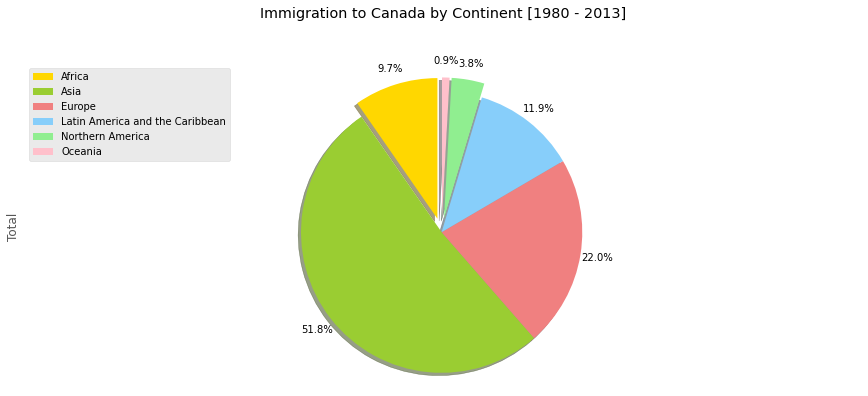 Immigration to Canada by Continent [1980 - 2013]
Africa
Asia
Europe
Latin America and the Caribbean
Northern America
Oceania
9.7%
0.9%
3.8%
11.9%
22.0%
51.8%
Total